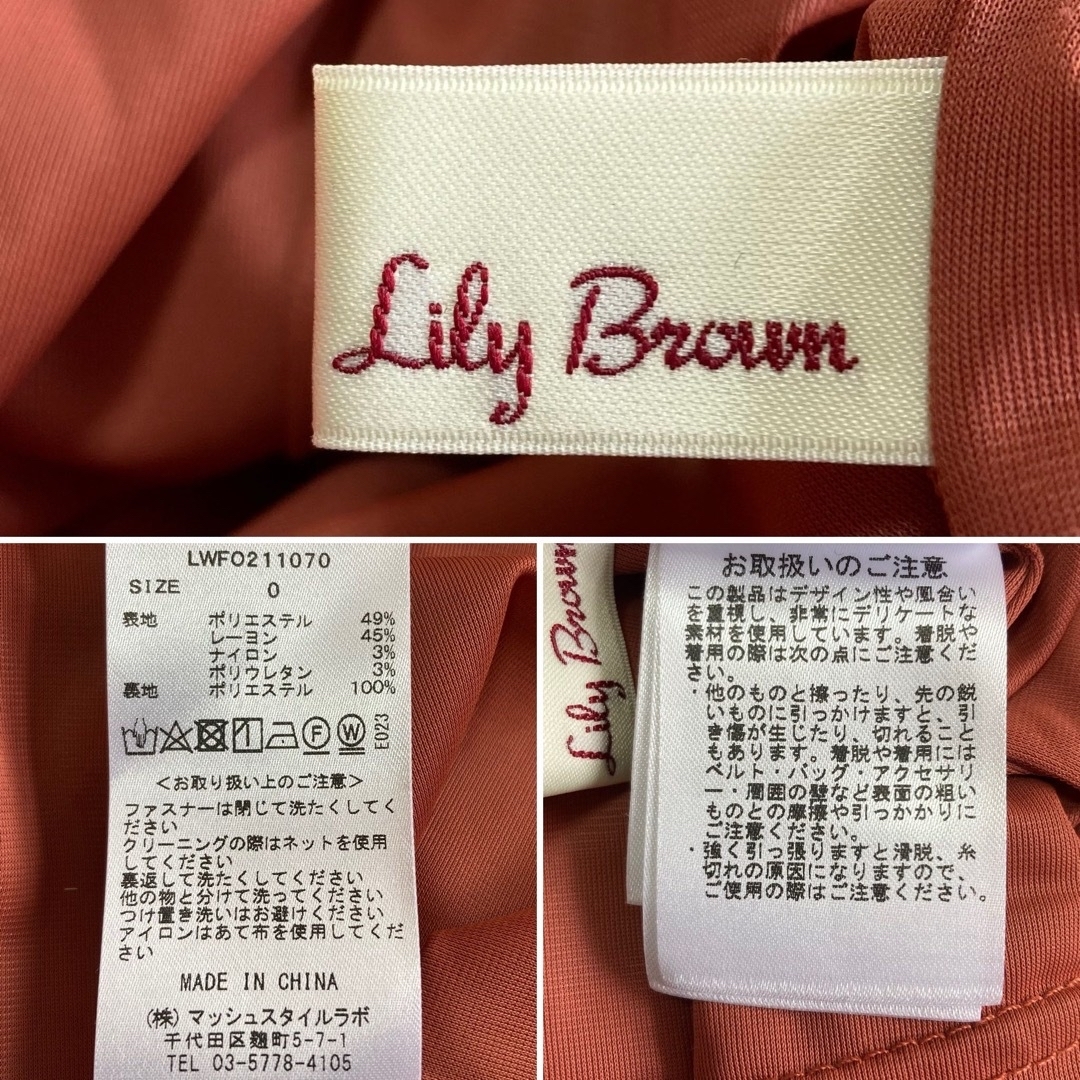 Lily Brown
LWFO211070
SIZE 0
表地 ポリエステル 49%
レーヨン 45%
ナイロン 3%
ポリウレタン 3%
裏地 ポリエステル 100%
F W E073
<お取り扱い上のご注意>
ファスナーは閉じて洗たくしてく
ださい
クリーニングの際はネットを使用
してください
裏返して洗たくしてください
他の物と分けて洗ってください
つけ置き洗いはお避けください
アイロンはあて布を使用してくだ
さい
MADE IN CHINA
(株)マッシュスタイルラボ
千代田区麹町5-7-1
TEL 03-5778-4105
Lily Brown
お取扱いのご注意
この製品はデザイン性や風合い
を重視し、非常にデリケートな
素材を使用しています。着脱や
着用の際は次の点にご注意くだ
さい。
・他のものと擦ったり、先の鋭
いものに引っかけますと、引
き傷が生じたり、切れること
もあります。着脱や着用には
ベルト・バッグ・アクセサリ
ー・周囲の壁など表面の粗い
ものとの摩擦や引っかかりに
ご注意ください。
・強く引っ張りますと滑脱、糸
切れの原因になりますので、
ご使用の際はご注意ください。